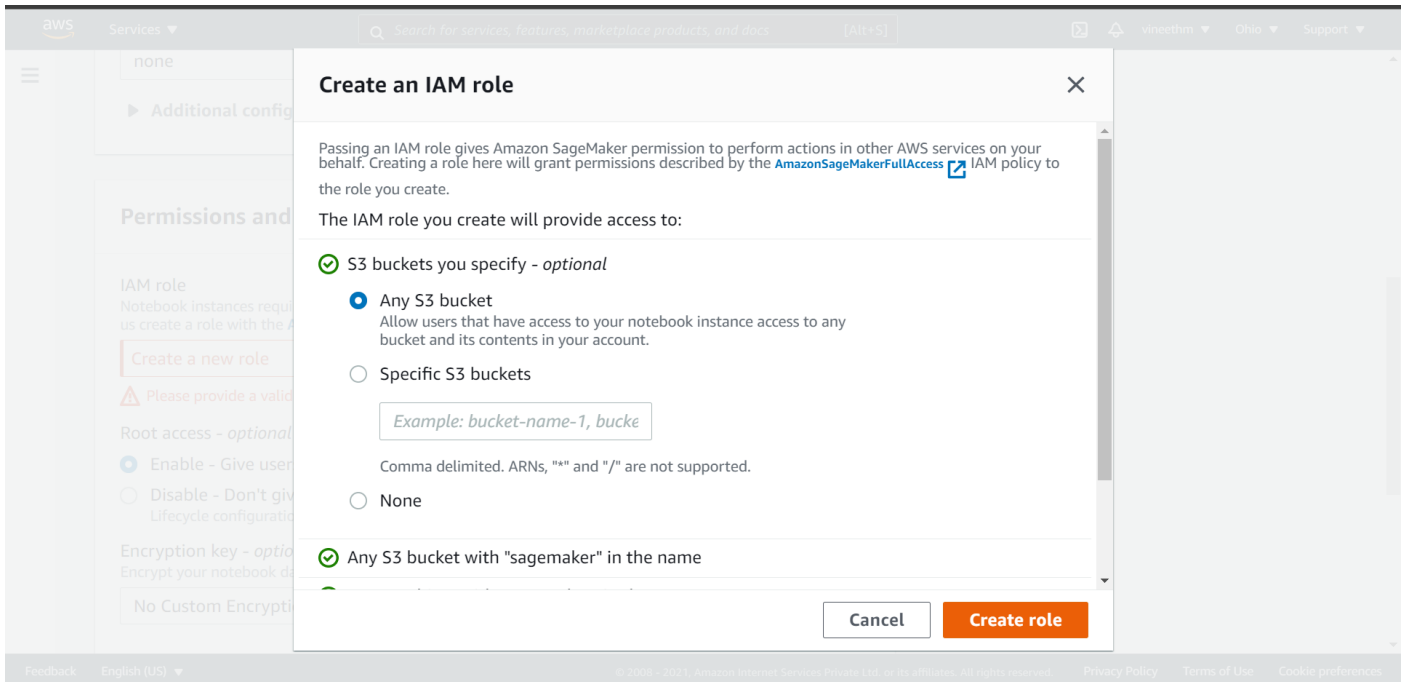 aws
Services
Search for services, features, marketplace products, and docs
[Alt+S]
vineethm
Ohio
Support
none
Additional config
Create an IAM role
Passing an IAM role gives Amazon SageMaker permission to perform actions in other AWS services on your
behalf. Creating a role here will grant permissions described by the AmazonSageMakerFullAccess IAM policy to
the role you create.
The IAM role you create will provide access to:
S3 buckets you specify - optional
Any S3 bucket
Allow users that have access to your notebook instance access to any
bucket and its contents in your account.
Specific S3 buckets
Example: bucket-name-1, bucke
Comma delimited. ARNs, "*" and "/" are not supported.
None
Any S3 bucket with "sagemaker" in the name
Cancel
Create role
Permissions and
IAM role
Notebook instances requi
us create a role with the A
Create a new role
Please provide a valid
Root access - optional
Enable - Give user
Disable - Don't giv
Lifecycle configuratio
Encryption key - optio
Encrypt your notebook da
No Custom Encrypti
Feedback
English (US)
© 2008 - 2021, Amazon Internet Services Private Ltd. or its affiliates. All rights reserved.
Privacy Policy
Terms of Use
Cookie preferences